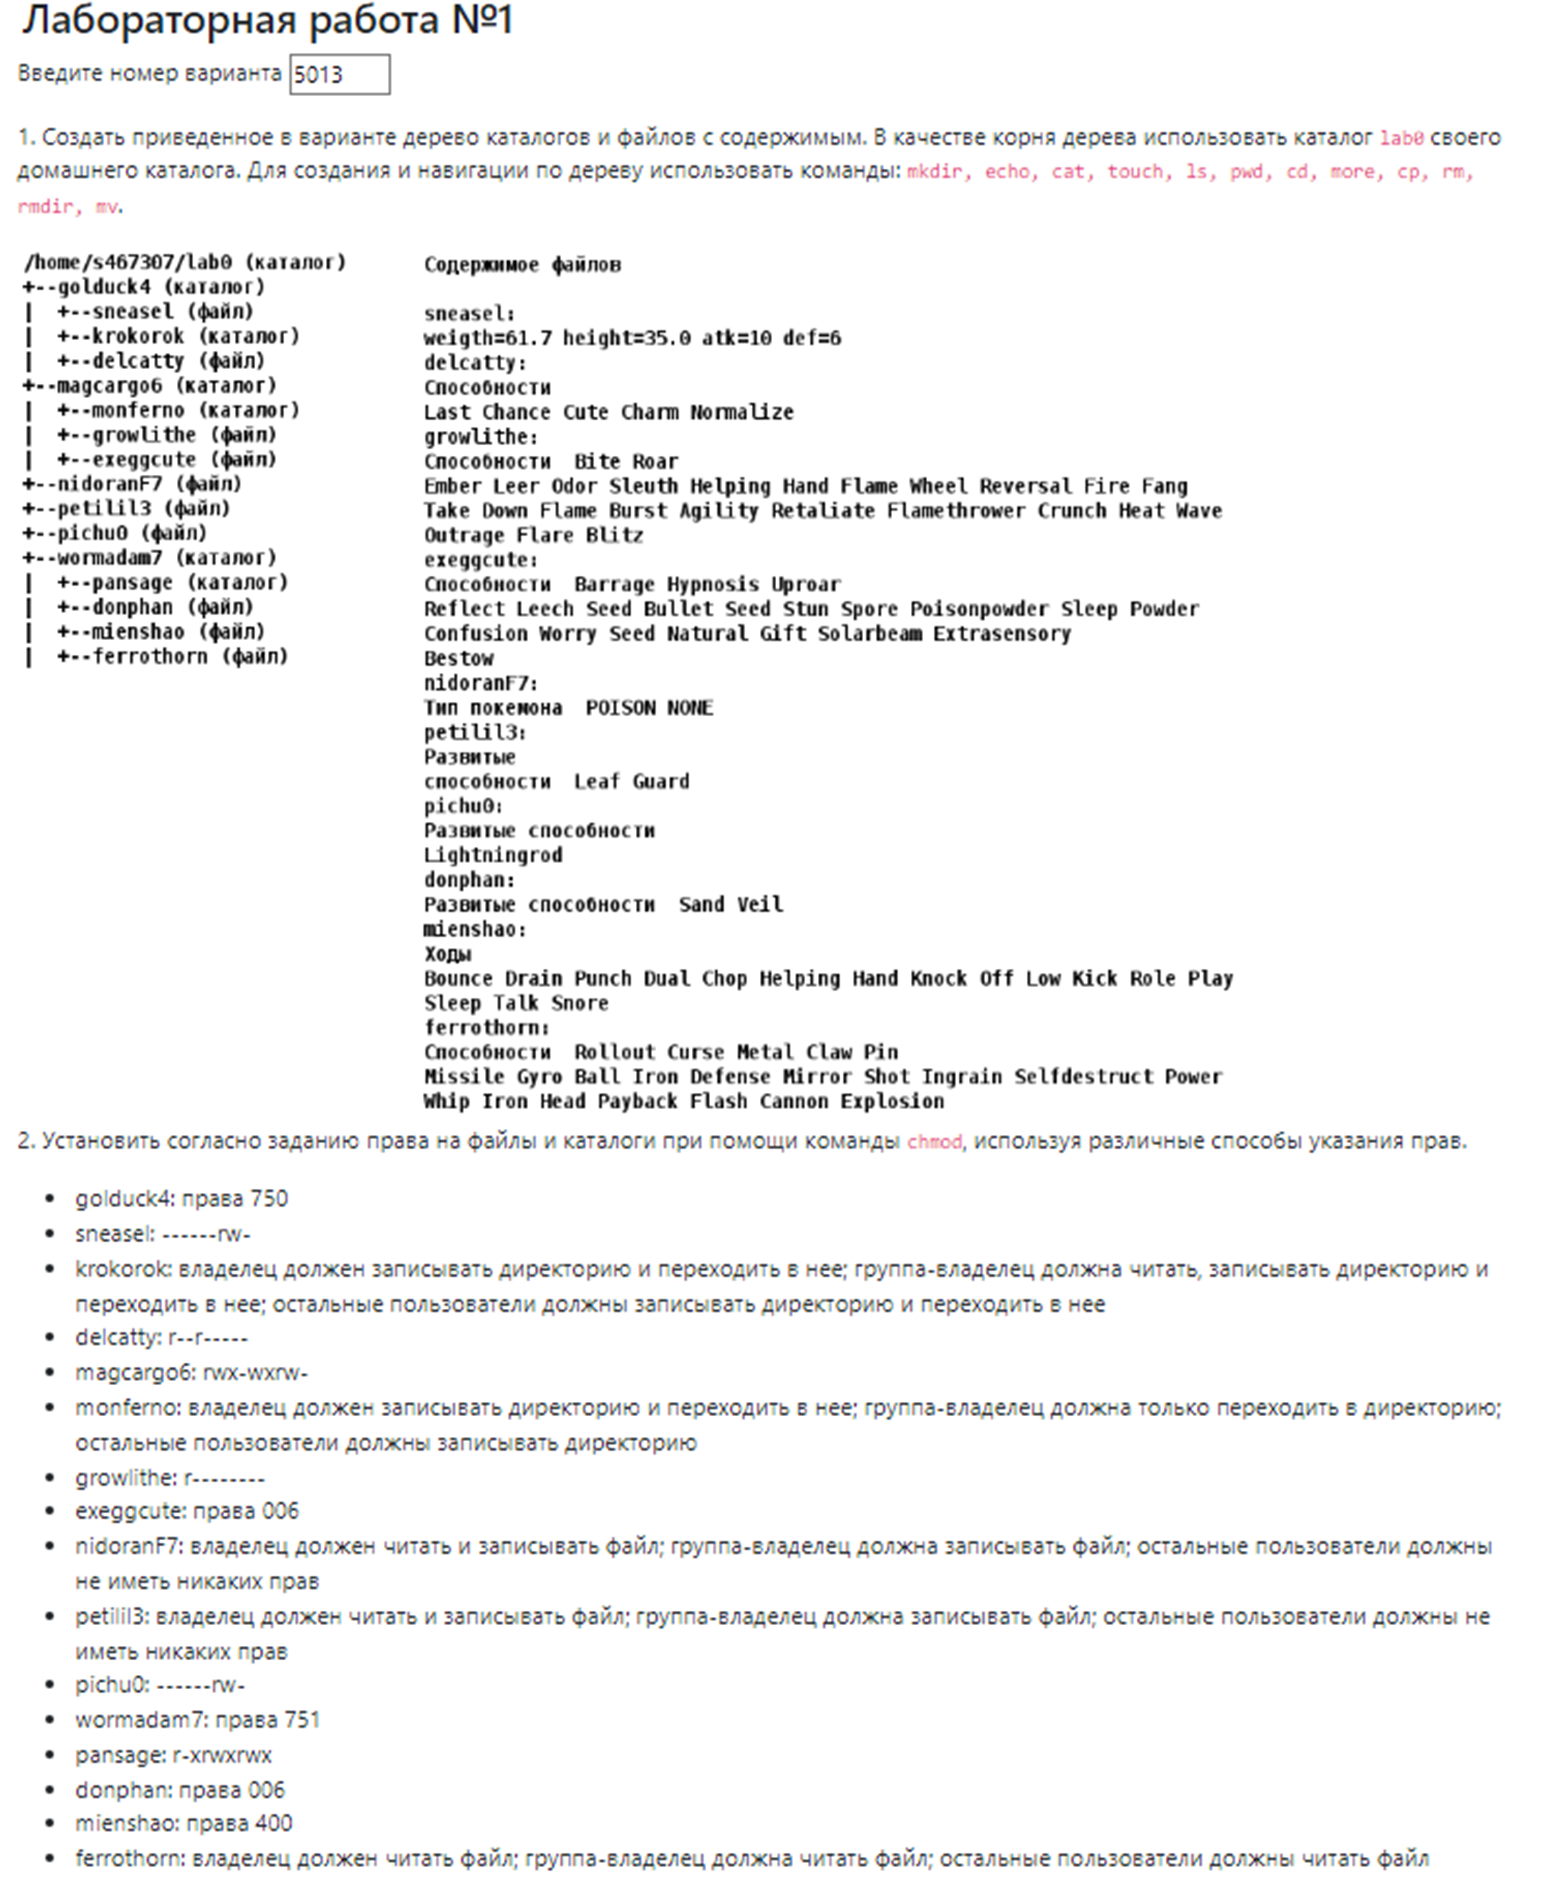 Лабораторная работа №1
Введите номер варианта 5013
1. Создать приведенное в варианте дерево каталогов и файлов с содержимым. В качестве корня дерева использовать каталог lab0 своего
домашнего каталога. Для создания и навигации по дереву использовать команды: mkdir, echo, cat, touch, ls, pwd, cd, more, cp, rm,
rmdir, mv.
/home/s467307/lab0 (каталог)
+--golduck4 (каталог)
|  +--sneasel (файл)
|  +--krokorok (каталог)
|  +--delcatty (файл)
+--magcargo6 (каталог)
|  +--monferno (каталог)
|  +--growlithe (файл)
|  +--exeggcute (файл)
+--nidoranF7 (файл)
+--petilil3 (файл)
+--pichu0 (файл)
+--wormadam7 (каталог)
|  +--pansage (каталог)
|  +--donphan (файл)
|  +--mienshao (файл)
|  +--ferrothorn (файл)
Содержимое файлов
sneasel:
weigth=61.7 height=35.0 atk=10 def=6
delcatty:
Способности
Last Chance Cute Charm Normalize
growlithe:
Способности  Bite Roar
Ember Leer Odor Sleuth Helping Hand Flame Wheel Reversal Fire Fang
Take Down Flame Burst Agility Retaliate Flamethrower Crunch Heat Wave
Outrage Flare Blitz
exeggcute:
Способности  Barrage Hypnosis Uproar
Reflect Leech Seed Bullet Seed Stun Spore Poisonpowder Sleep Powder
Confusion Worry Seed Natural Gift Solarbeam Extrasensory
Bestow
nidoranF7:
Тип покемона  POISON NONE
petilil3:
Развитые
способности  Leaf Guard
pichu0:
Развитые способности
Lightningrod
donphan:
Развитые способности  Sand Veil
mienshao:
Ходы
Bounce Drain Punch Dual Chop Helping Hand Knock Off Low Kick Role Play
Sleep Talk Snore
ferrothorn:
Способности  Rollout Curse Metal Claw Pin
Missile Gyro Ball Iron Defense Mirror Shot Ingrain Selfdestruct Power
Whip Iron Head Payback Flash Cannon Explosion
2. Установить согласно заданию права на файлы и каталоги при помощи команды chmod, используя различные способы указания прав.
• golduck4: права 750
• sneasel: ------rw-
• krokorok: владелец должен записывать директорию и переходить в нее; группа-владелец должна читать, записывать директорию и
переходить в нее; остальные пользователи должны записывать директорию и переходить в нее
• delcatty: r--r-----
• magcargo6: rwx-wxrw-
• monferno: владелец должен записывать директорию и переходить в нее; группа-владелец должна только переходить в директорию;
остальные пользователи должны записывать директорию
• growlithe: r--------
• exeggcute: права 006
• nidoranF7: владелец должен читать и записывать файл; группа-владелец должна записывать файл; остальные пользователи должны
не иметь никаких прав
• petilil3: владелец должен читать и записывать файл; группа-владелец должна записывать файл; остальные пользователи должны не
иметь никаких прав
• pichu0: ------rw-
• wormadam7: права 751
• pansage: r-xrwxrwx
• donphan: права 006
• mienshao: права 400
• ferrothorn: владелец должен читать файл; группа-владелец должна читать файл; остальные пользователи должны читать файл